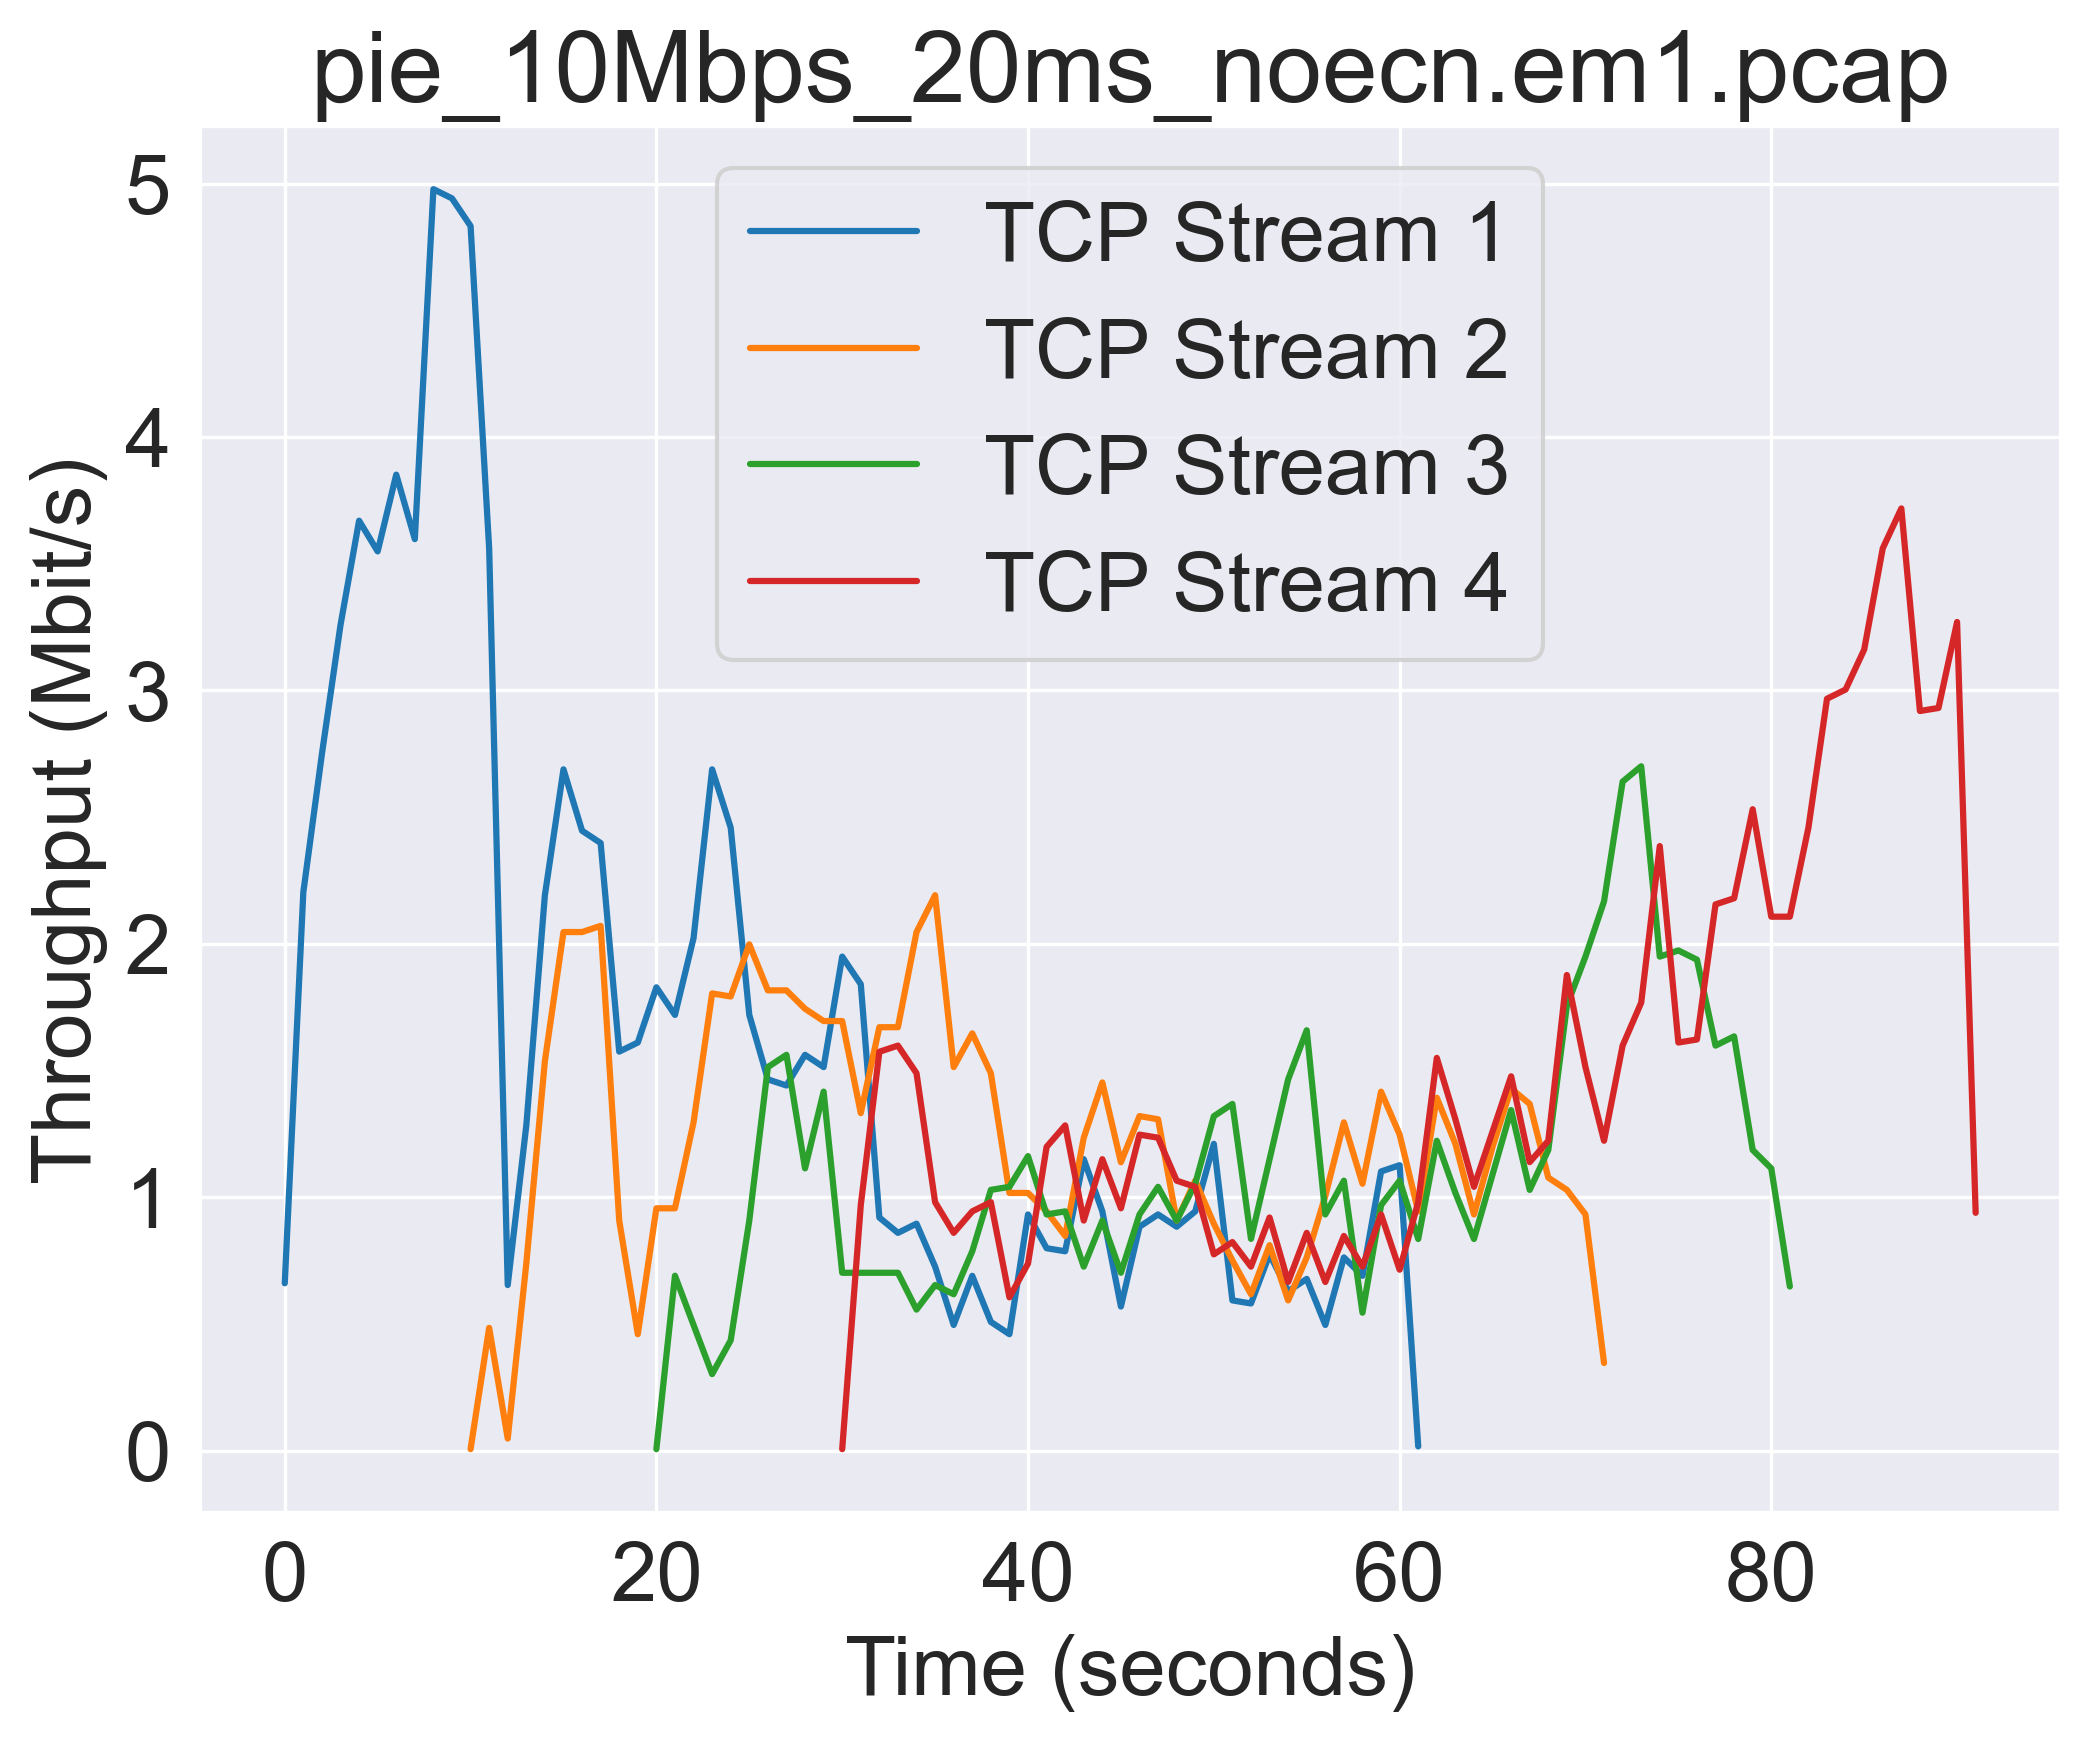 pie_10Mbps_20ms_noecn.em1.pcap
5
4
3
2
1
0
Throughput (Mbit/s)
TCP Stream 1
TCP Stream 2
TCP Stream 3
TCP Stream 4
0 20 40 60 80
Time (seconds)